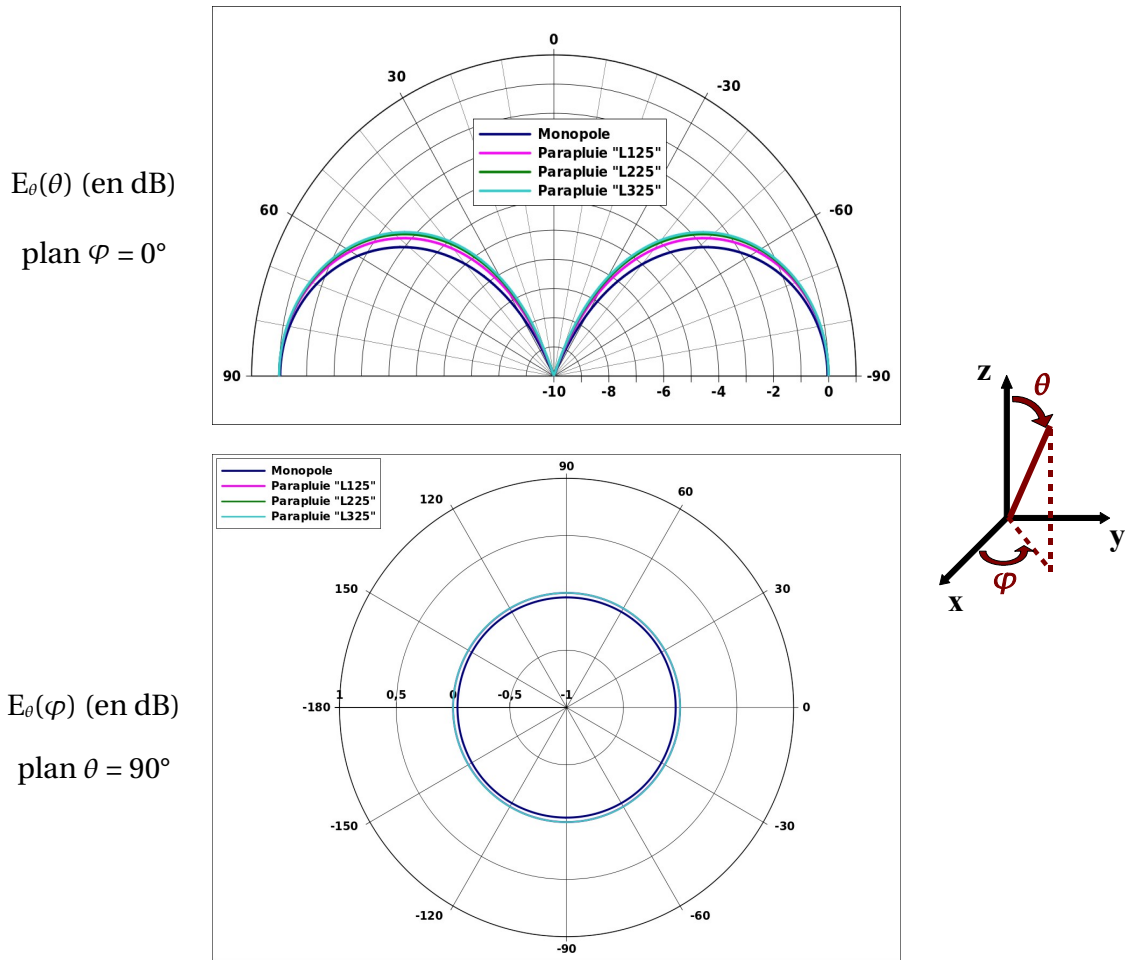 0
30
-30
Monopole
Parapluie "L125"
Parapluie "L225"
Parapluie "L325"
E_θ(θ) (en dB)
plan φ = 0°
60
-60
90
-90
-10 -8 -6 -4 -2 0
z
θ
y
φ
x
Monopole
Parapluie "L125"
Parapluie "L225"
Parapluie "L325"
90
120
60
150
30
E_θ(φ) (en dB)
plan θ = 90°
1 0,5 0 -0,5 -1
-180
0
-150
-30
-120
-60
-90